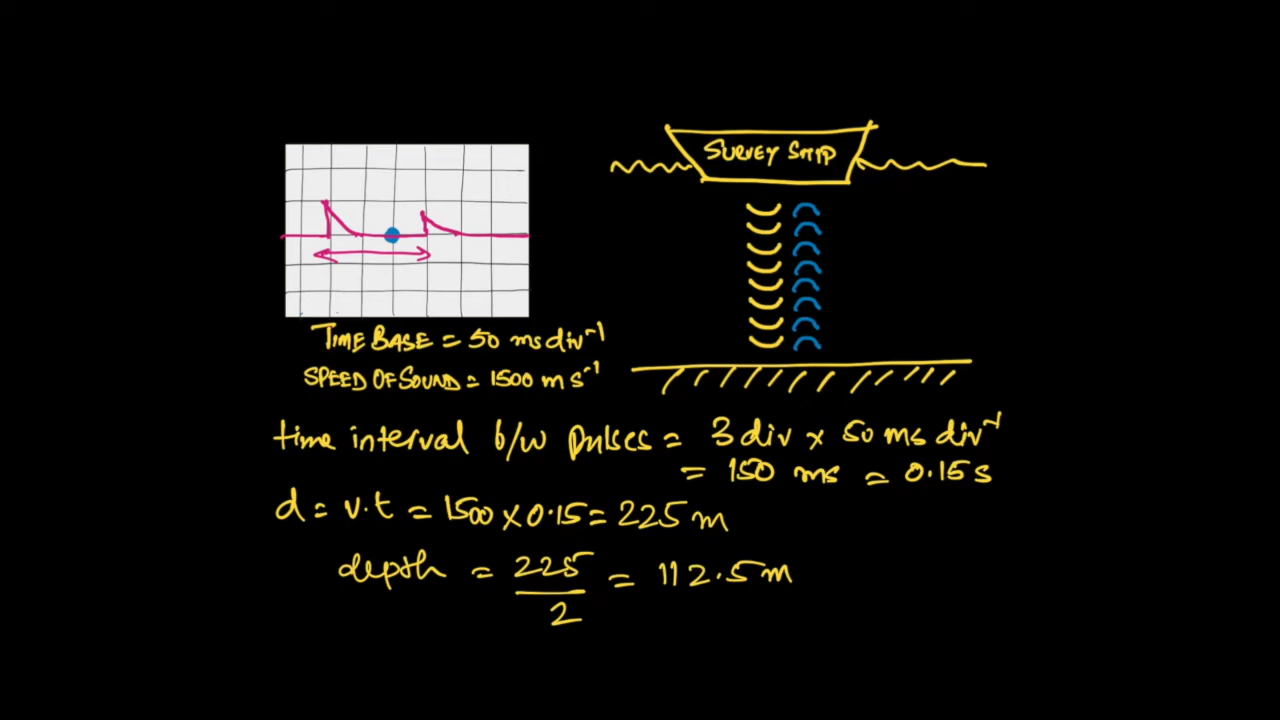 SURVEY SHIP
TIME BASE = 50 ms div⁻¹
SPEED OF SOUND = 1500 m s⁻¹
time interval b/w pulses = 3 div × 50 ms div⁻¹
= 150 ms = 0.15 s
d = v.t = 1500 × 0.15 = 225 m
depth = 225/2 = 112.5 m